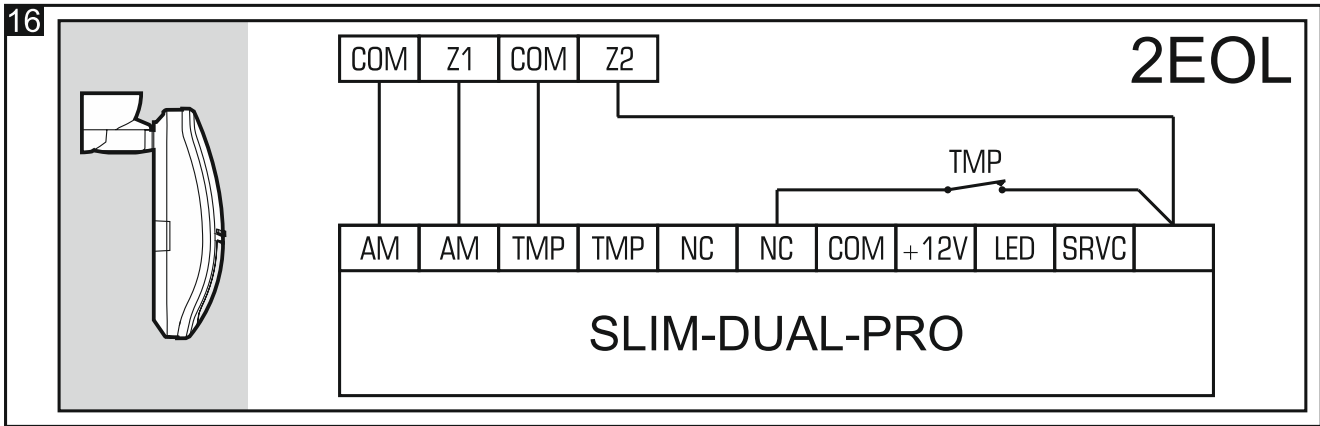 16
2EOL
COM Z1 COM Z2
TMP
AM AM TMP TMP NC NC COM +12V LED SRVC
SLIM-DUAL-PRO